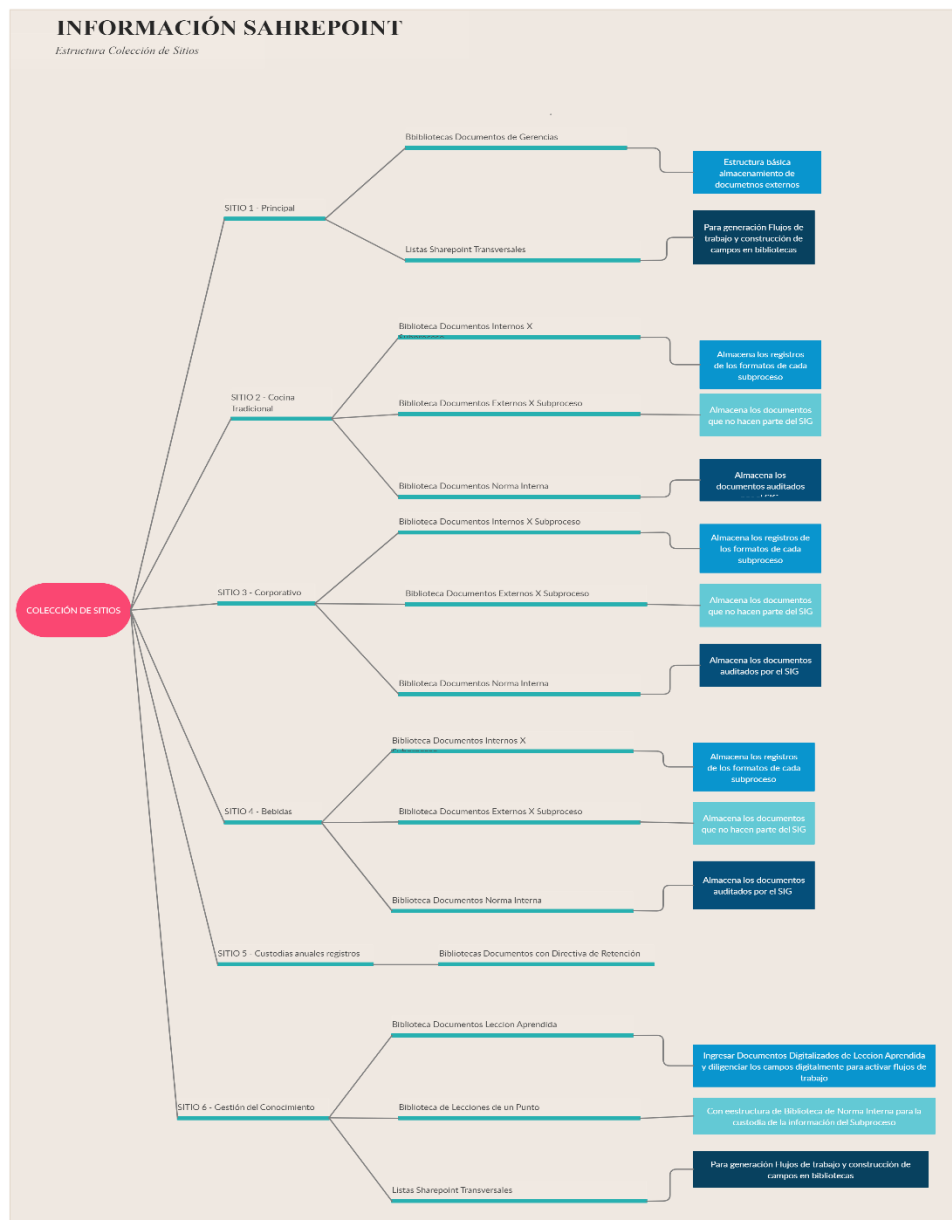 INFORMACIÓN SAHREPOINT
Estructura Colección de Sitios
COLECCIÓN DE SITIOS
SITIO 1 - Principal
Bbibliotecas Documentos de Gerencias
Estructura básica
almacenamiento de
documetnos externos
Listas Sharepoint Transversales
Para generación Flujos de
trabajo y construcción de
campos en bibliotecas
SITIO 2 - Cocina
Tradicional
Biblioteca Documentos Internos X
Almacena los registros
de los formatos de cada
subproceso
Biblioteca Documentos Externos X Subproceso
Almacena los documentos
que no hacen parte del SIG
Biblioteca Documentos Norma Interna
Almacena los
documentos auditados
SITIO 3 - Corporativo
Biblioteca Documentos Internos X Subproceso
Almacena los registros de
los formatos de cada
subproceso
Biblioteca Documentos Externos X Subproceso
Almacena los documentos
que no hacen parte del SIG
Biblioteca Documentos Norma Interna
Almacena los documentos
auditados por el SIG
SITIO 4 - Bebidas
Biblioteca Documentos Internos X
Almacena los registros
de los formatos de cada
subproceso
Biblioteca Documentos Externos X Subproceso
Almacena los documentos
que no hacen parte del SIG
Biblioteca Documentos Norma Interna
Almacena los documentos
auditados por el SIG
SITIO 5 - Custodias anuales registros
Bibliotecas Documentos con Directiva de Retención
SITIO 6 - Gestión del Conocimiento
Biblioteca Documentos Leccion Aprendida
Ingresar Documentos Digitalizados de Leccion Aprendida
y diligenciar los campos digitalmente para activar flujos de
trabajo
Biblioteca de Lecciones de un Punto
Con eestructura de Biblioteca de Norma Interna para la
custodia de la información del Subproceso
Listas Sharepoint Transversales
Para generación Flujos de trabajo y construcción de
campos en bibliotecas